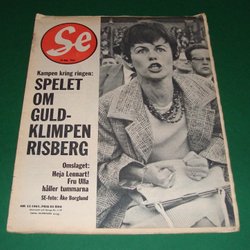 Se
Kampen kring ringen:
SPELET
OM
GULD-
KLIMPEN
RISBERG
Omslaget:
Heja Lennart!
Fru Ulla
håller tummarna
SE-foto: Åke Borglund